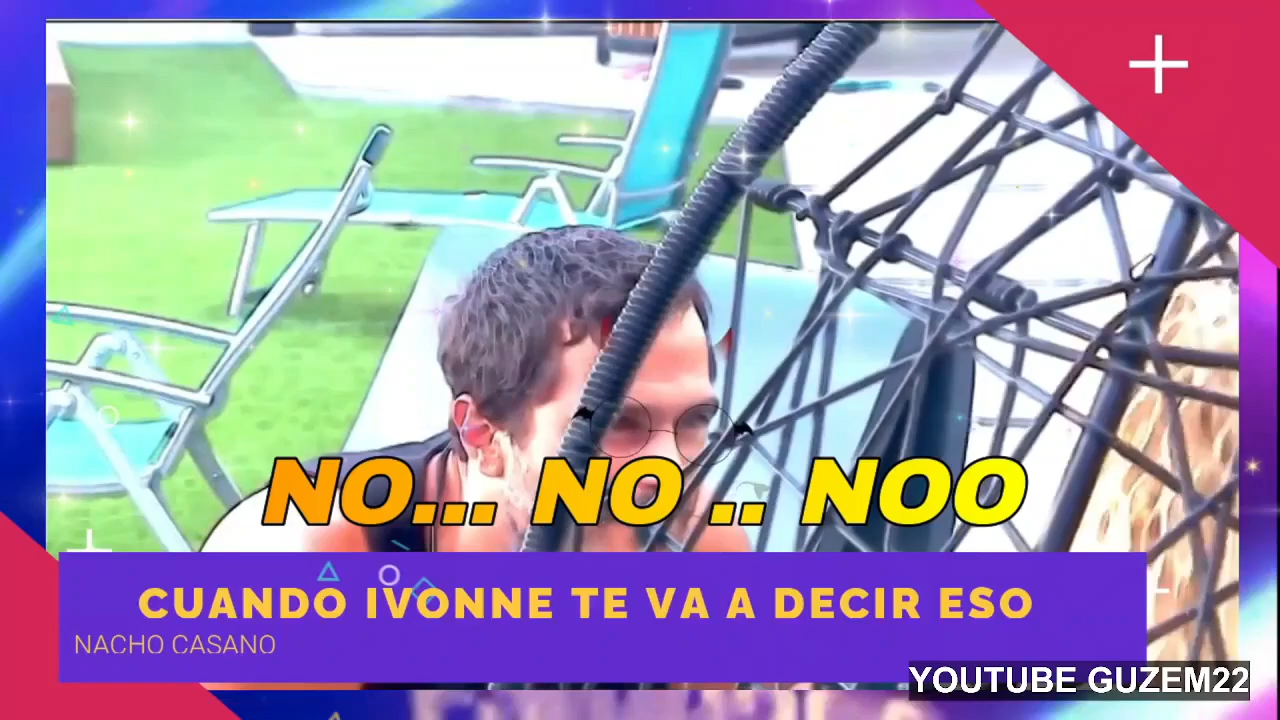 NO... NO .. NOO
CUANDO IVONNE TE VA A DECIR ESO
NACHO CASANO
YOUTUBE GUZEM22